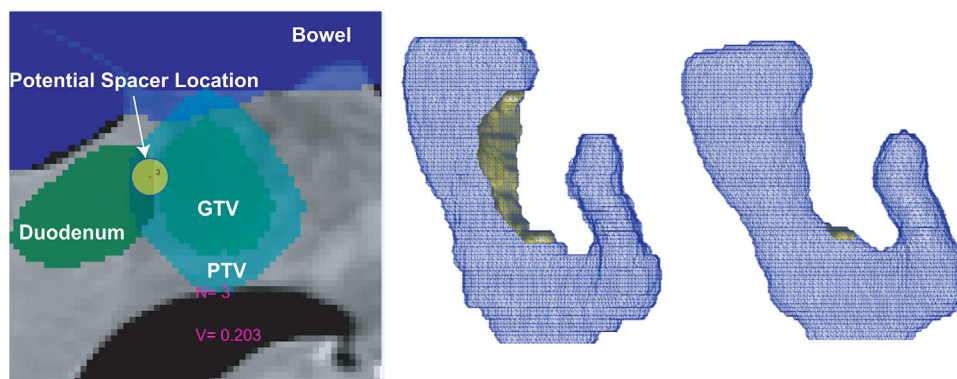 Bowel
Potential Spacer Location
3
GTV
Duodenum
PTV
N= 3
V= 0.203